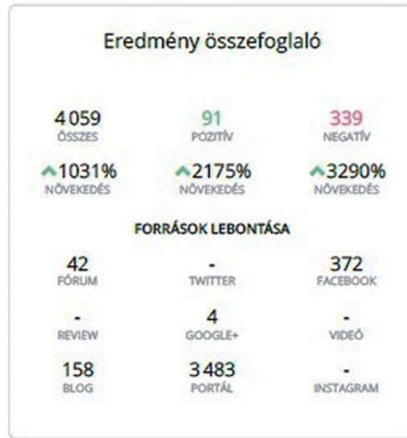 Eredmény összefoglaló
4 059 91 339
ÖSSZES POZITÍV NEGATÍV
1031% 2175% 3290%
NÖVEKEDÉS NÖVEKEDÉS NÖVEKEDÉS
FORRÁSOK LEBONTÁSA
42 - 372
FÓRUM TWITTER FACEBOOK
- 4 -
REVIEW GOOGLE+ VIDEÓ
158 3 483 -
BLOG PORTÁL INSTAGRAM